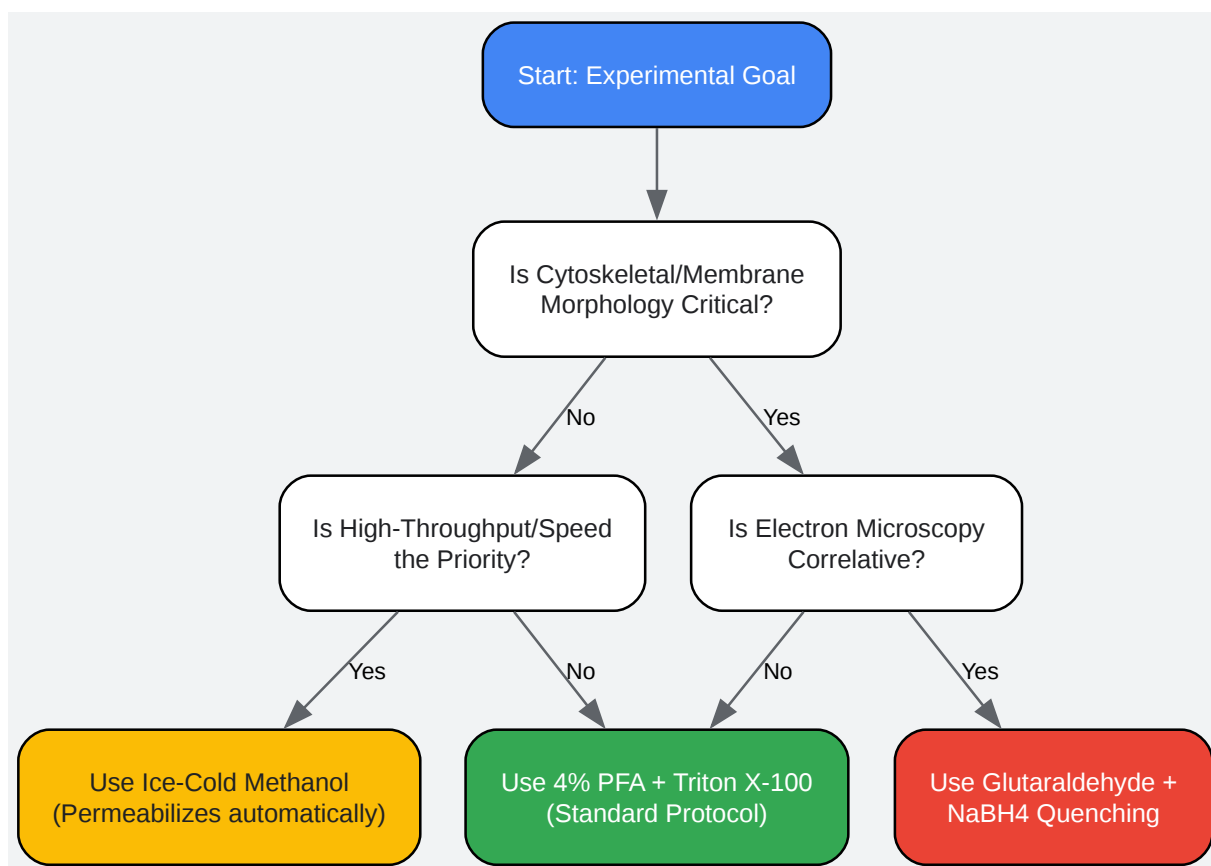 Start: Experimental Goal
Is Cytoskeletal/Membrane
Morphology Critical?
No
Yes
Is High-Throughput/Speed
the Priority?
Is Electron Microscopy
Correlative?
Yes
No
No
Yes
Use Ice-Cold Methanol
(Permeabilizes automatically)
Use 4% PFA + Triton X-100
(Standard Protocol)
Use Glutaraldehyde +
NaBH4 Quenching